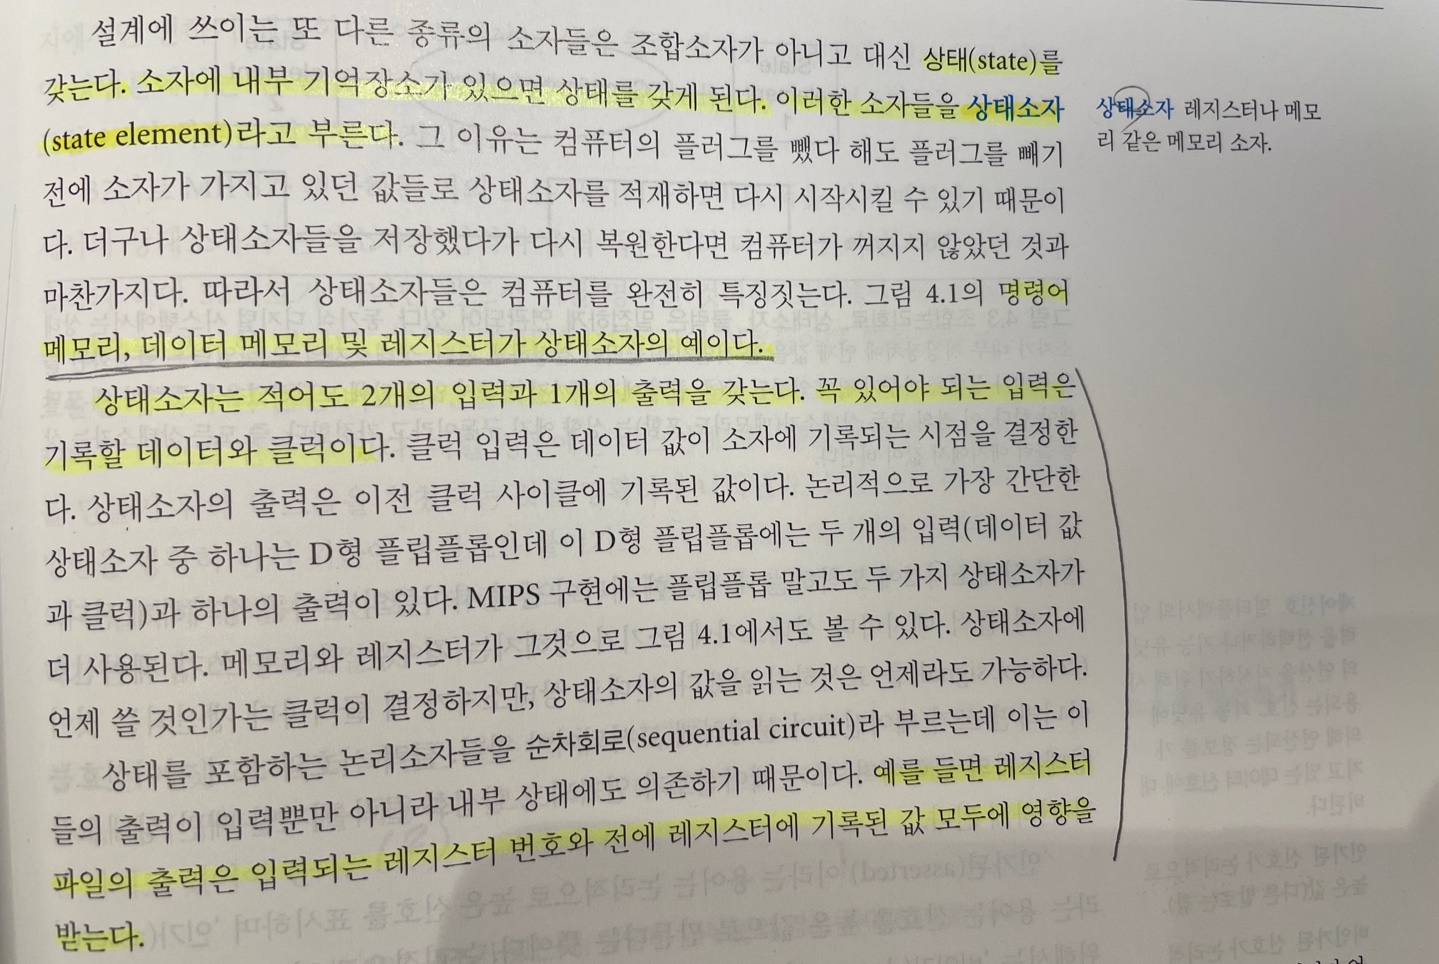 설계에 쓰이는 또 다른 종류의 소자들은 조합소자가 아니고 대신 상태(state)를
갖는다. 소자에 내부 기억장소가 있으면 상태를 갖게 된다. 이러한 소자들을 상태소자
(state element)라고 부른다. 그 이유는 컴퓨터의 플러그를 뺐다 해도 플러그를 빼기
전에 소자가 가지고 있던 값들로 상태소자를 적재하면 다시 시작시킬 수 있기 때문이
다. 더구나 상태소자들을 저장했다가 다시 복원한다면 컴퓨터가 꺼지지 않았던 것과
마찬가지다. 따라서 상태소자들은 컴퓨터를 완전히 특징짓는다. 그림 4.1의 명령어
메모리, 데이터 메모리 및 레지스터가 상태소자의 예이다.
상태소자는 적어도 2개의 입력과 1개의 출력을 갖는다. 꼭 있어야 되는 입력은
기록할 데이터와 클럭이다. 클럭 입력은 데이터 값이 소자에 기록되는 시점을 결정한
다. 상태소자의 출력은 이전 클럭 사이클에 기록된 값이다. 논리적으로 가장 간단한
상태소자 중 하나는 D형 플립플롭인데 이 D형 플립플롭에는 두 개의 입력(데이터 값
과 클럭)과 하나의 출력이 있다. MIPS 구현에는 플립플롭 말고도 두 가지 상태소자가
더 사용된다. 메모리와 레지스터가 그것으로 그림 4.1에서도 볼 수 있다. 상태소자에
언제 쓸 것인가는 클럭이 결정하지만, 상태소자의 값을 읽는 것은 언제라도 가능하다.
상태를 포함하는 논리소자들을 순차회로(sequential circuit)라 부르는데 이는 이
들의 출력이 입력뿐만 아니라 내부 상태에도 의존하기 때문이다. 예를 들면 레지스터
파일의 출력은 입력되는 레지스터 번호와 전에 레지스터에 기록된 값 모두에 영향을
받는다.
상태소자 레지스터나 메모
리 같은 메모리 소자.